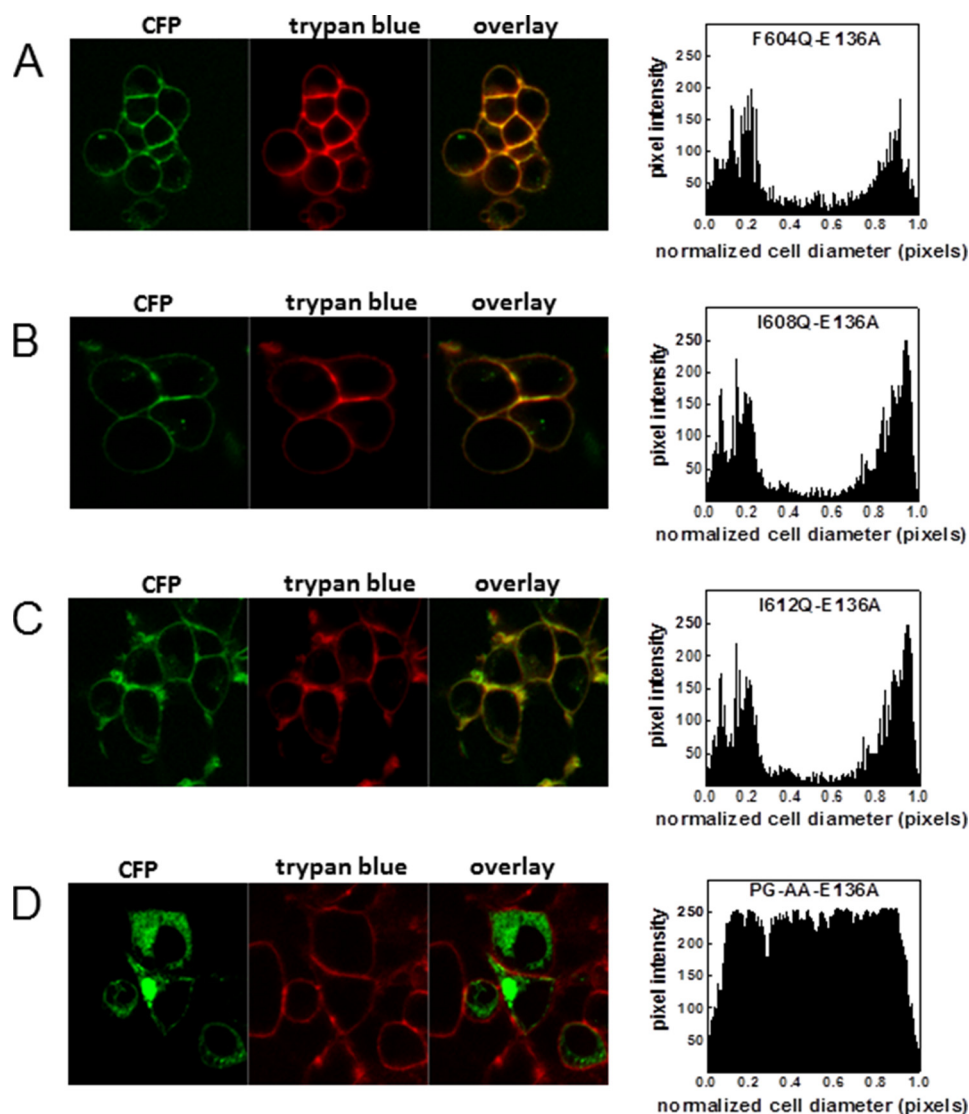 A
CFP trypan blue overlay
F604Q-E136A
pixel intensity
250
200
150
100
50
0.0 0.2 0.4 0.6 0.8 1.0
normalized cell diameter (pixels)
B
CFP trypan blue overlay
I608Q-E136A
pixel intensity
250
200
150
100
50
0.0 0.2 0.4 0.6 0.8 1.0
normalized cell diameter (pixels)
C
CFP trypan blue overlay
I612Q-E136A
pixel intensity
250
200
150
100
50
0.0 0.2 0.4 0.6 0.8 1.0
normalized cell diameter (pixels)
D
CFP trypan blue overlay
PG-AA-E136A
pixel intensity
250
200
150
100
50
0.0 0.2 0.4 0.6 0.8 1.0
normalized cell diameter (pixels)